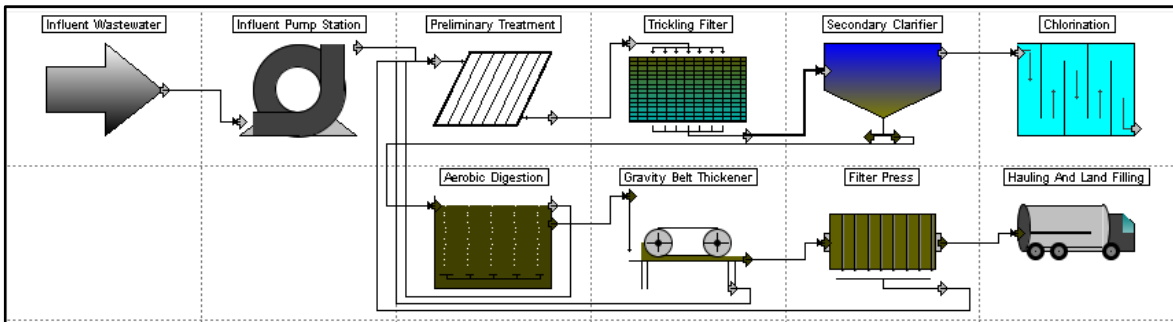 Influent Wastewater
Influent Pump Station
Preliminary Treatment
Trickling Filter
Secondary Clarifier
Chlorination
Aerobic Digestion
Gravity Belt Thickener
Filter Press
Hauling And Land Filling